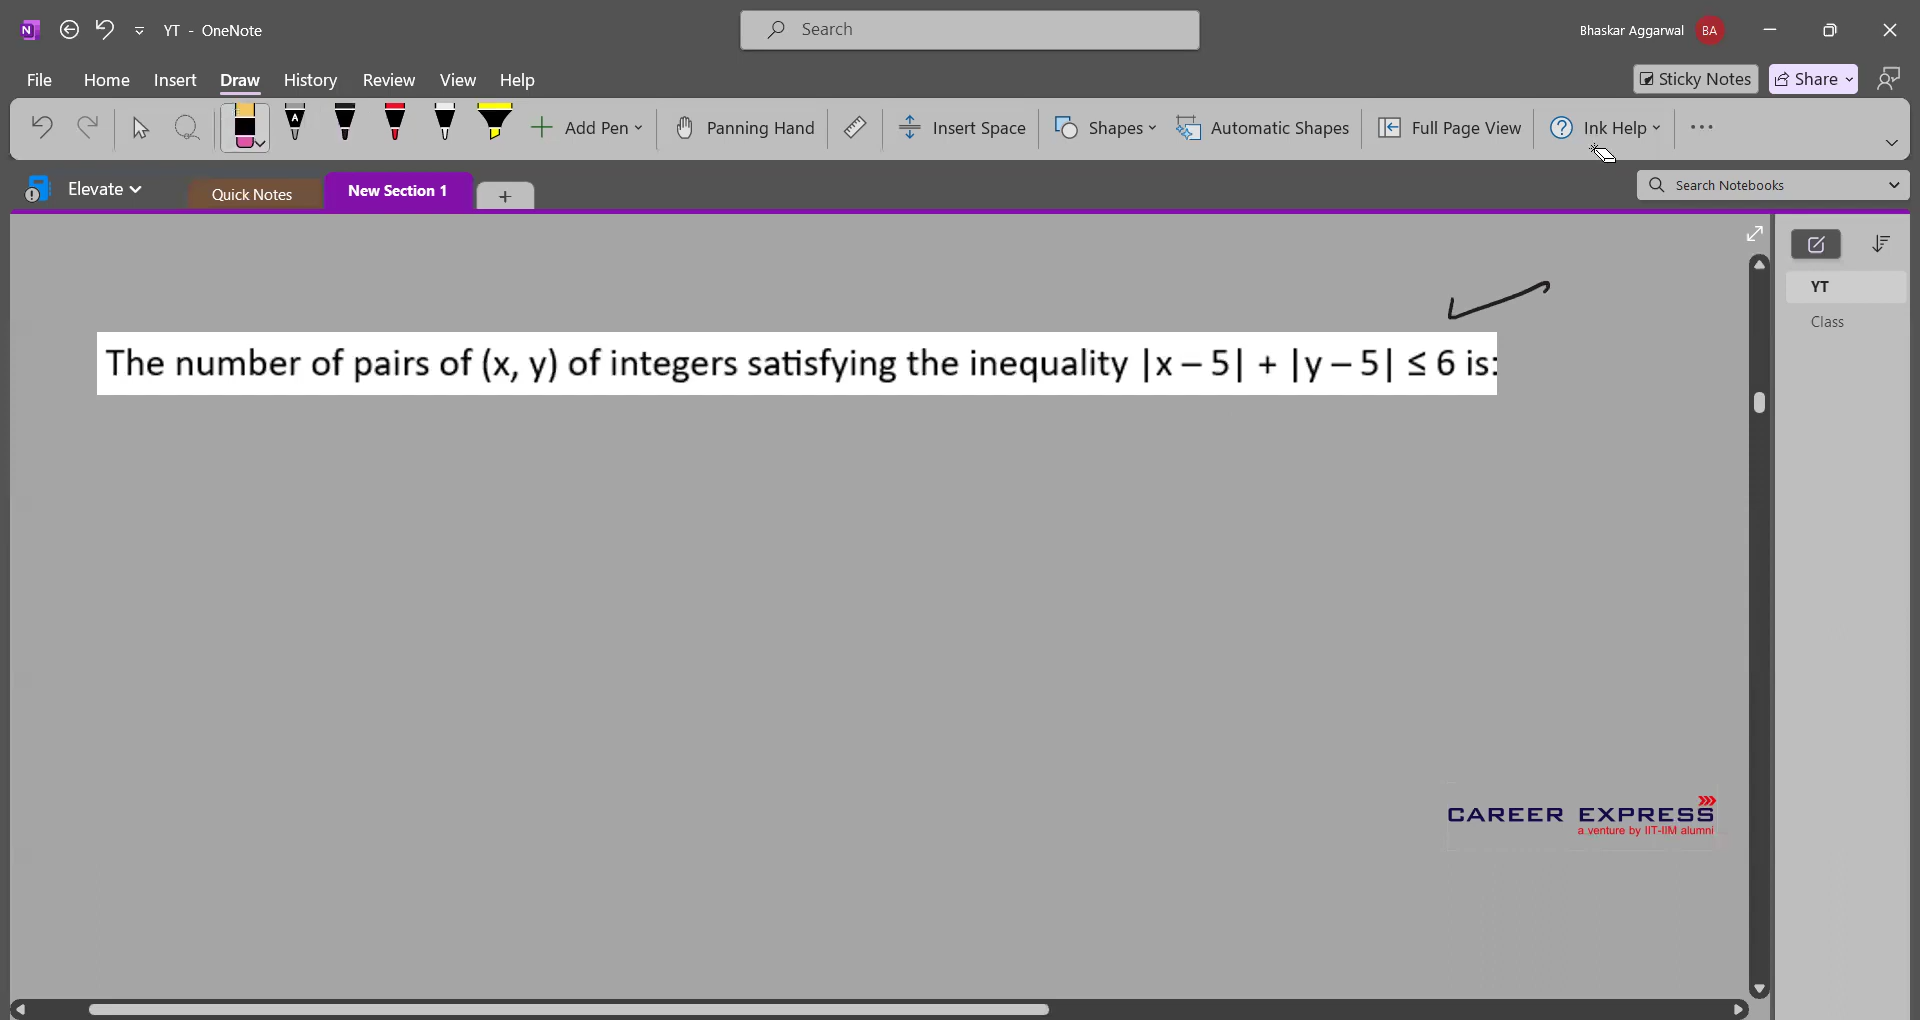 YT - OneNote
Search
Bhaskar Aggarwal BA
File Home Insert Draw History Review View Help
Sticky Notes Share
Add Pen Panning Hand Insert Space Shapes Automatic Shapes Full Page View Ink Help
Elevate Quick Notes New Section 1 +
Search Notebooks
YT
Class
The number of pairs of (x, y) of integers satisfying the inequality |x – 5| + |y – 5| ≤ 6 is:
CAREER EXPRESS
a venture by IIT-IIM alumni